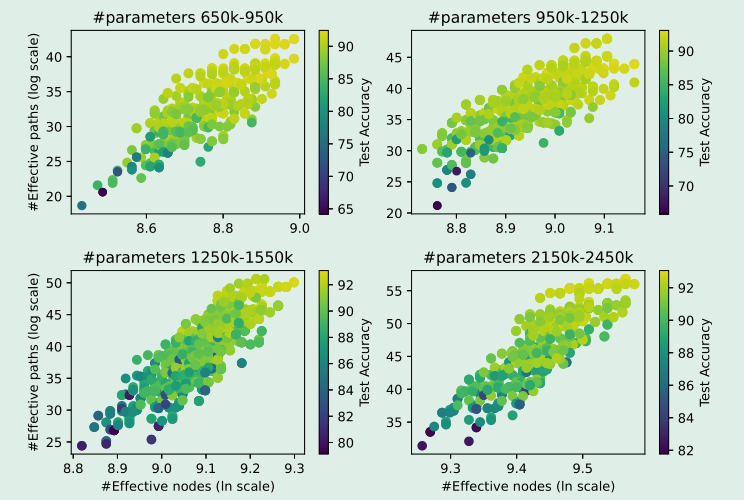 #parameters 650k-950k
#Effective paths (log scale)
40
35
30
25
20
8.6 8.8 9.0
90
85
80
75
70
65
Test Accuracy
#parameters 950k-1250k
45
40
35
30
25
20
8.8 8.9 9.0 9.1
90
85
80
75
70
Test Accuracy
#parameters 1250k-1550k
#Effective paths (log scale)
50
45
40
35
30
25
8.8 8.9 9.0 9.1 9.2 9.3
#Effective nodes (ln scale)
92
90
88
86
84
82
80
Test Accuracy
#parameters 2150k-2450k
55
50
45
40
35
9.3 9.4 9.5
#Effective nodes (ln scale)
92
90
88
86
84
82
Test Accuracy